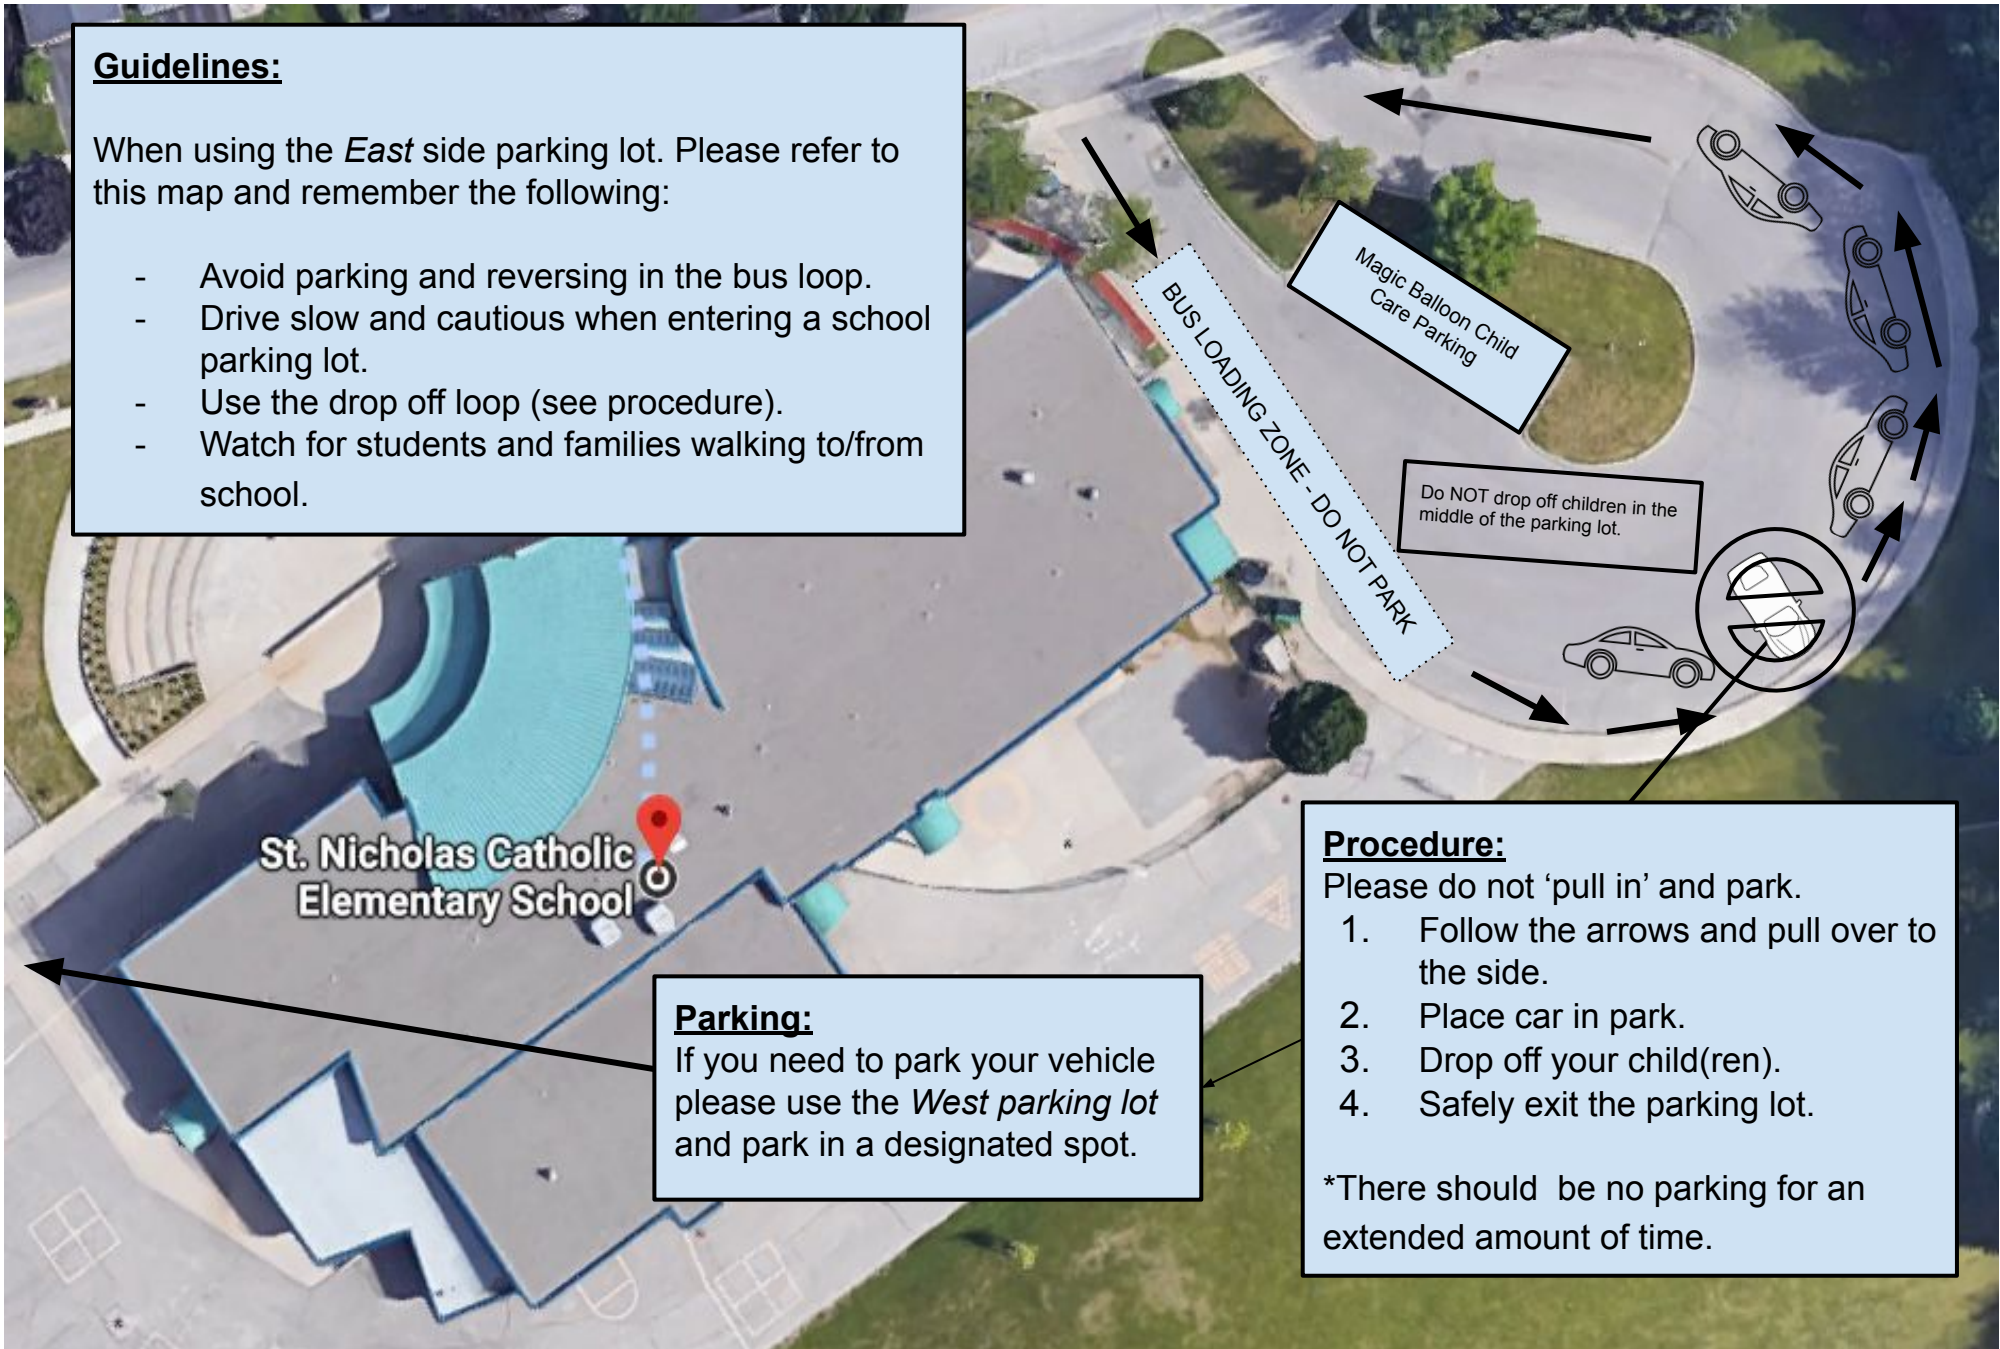 Guidelines:
When using the East side parking lot. Please refer to
this map and remember the following:
- Avoid parking and reversing in the bus loop.
- Drive slow and cautious when entering a school
parking lot.
- Use the drop off loop (see procedure).
- Watch for students and families walking to/from
school.
Magic Balloon Child
Care Parking
BUS LOADING ZONE - DO NOT PARK
Do NOT drop off children in the
middle of the parking lot.
St. Nicholas Catholic
Elementary School
Parking:
If you need to park your vehicle
please use the West parking lot
and park in a designated spot.
Procedure:
Please do not ‘pull in’ and park.
1. Follow the arrows and pull over to
the side.
2. Place car in park.
3. Drop off your child(ren).
4. Safely exit the parking lot.
*There should  be no parking for an
extended amount of time.